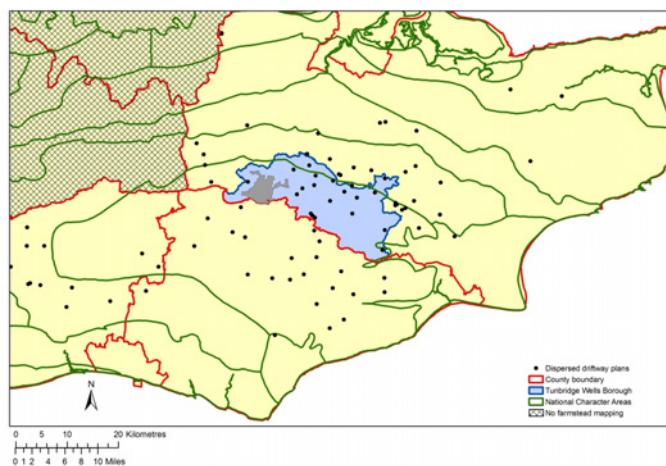 Dispersed driftway plans
County boundary
Tunbridge Wells Borough
National Character Areas
No farmstead mapping
N
0 5 10 20 Kilometres
0 1 2 4 6 8 10 Miles